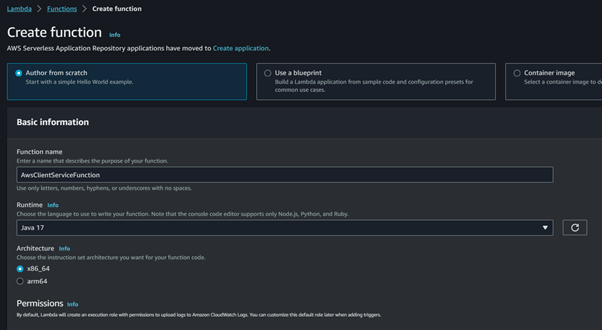 Lambda > Functions > Create function
Create function Info
AWS Serverless Application Repository applications have moved to Create application.
Author from scratch
Start with a simple Hello World example.
Use a blueprint
Build a Lambda application from sample code and configuration presets for
common use cases.
Container image
Select a container image to d
Basic information
Function name
Enter a name that describes the purpose of your function.
AwsClientServiceFunction
Use only letters, numbers, hyphens, or underscores with no spaces.
Runtime Info
Choose the language to use to write your function. Note that the console code editor supports only Node.js, Python, and Ruby.
Java 17
Architecture Info
Choose the instruction set architecture you want for your function code.
x86_64
arm64
Permissions Info
By default, Lambda will create an execution role with permissions to upload logs to Amazon CloudWatch Logs. You can customize this default role later when adding triggers.